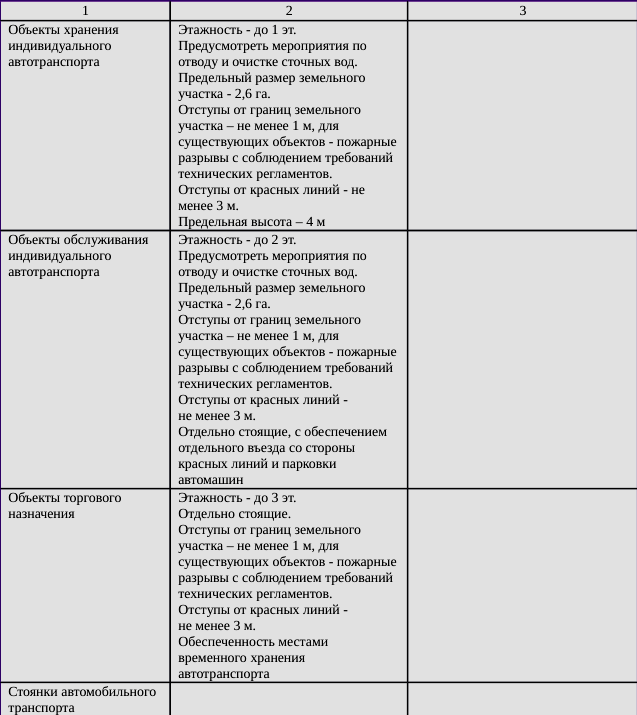 1
2
3
Объекты хранения
индивидуального
автотранспорта
Этажность - до 1 эт.
Предусмотреть мероприятия по
отводу и очистке сточных вод.
Предельный размер земельного
участка - 2,6 га.
Отступы от границ земельного
участка – не менее 1 м, для
существующих объектов - пожарные
разрывы с соблюдением требований
технических регламентов.
Отступы от красных линий - не
менее 3 м.
Предельная высота – 4 м
Объекты обслуживания
индивидуального
автотранспорта
Этажность - до 2 эт.
Предусмотреть мероприятия по
отводу и очистке сточных вод.
Предельный размер земельного
участка - 2,6 га.
Отступы от границ земельного
участка – не менее 1 м, для
существующих объектов - пожарные
разрывы с соблюдением требований
технических регламентов.
Отступы от красных линий -
не менее 3 м.
Отдельно стоящие, с обеспечением
отдельного въезда со стороны
красных линий и парковки
автомашин
Объекты торгового
назначения
Этажность - до 3 эт.
Отдельно стоящие.
Отступы от границ земельного
участка – не менее 1 м, для
существующих объектов - пожарные
разрывы с соблюдением требований
технических регламентов.
Отступы от красных линий -
не менее 3 м.
Обеспеченность местами
временного хранения
автотранспорта
Стоянки автомобильного
транспорта